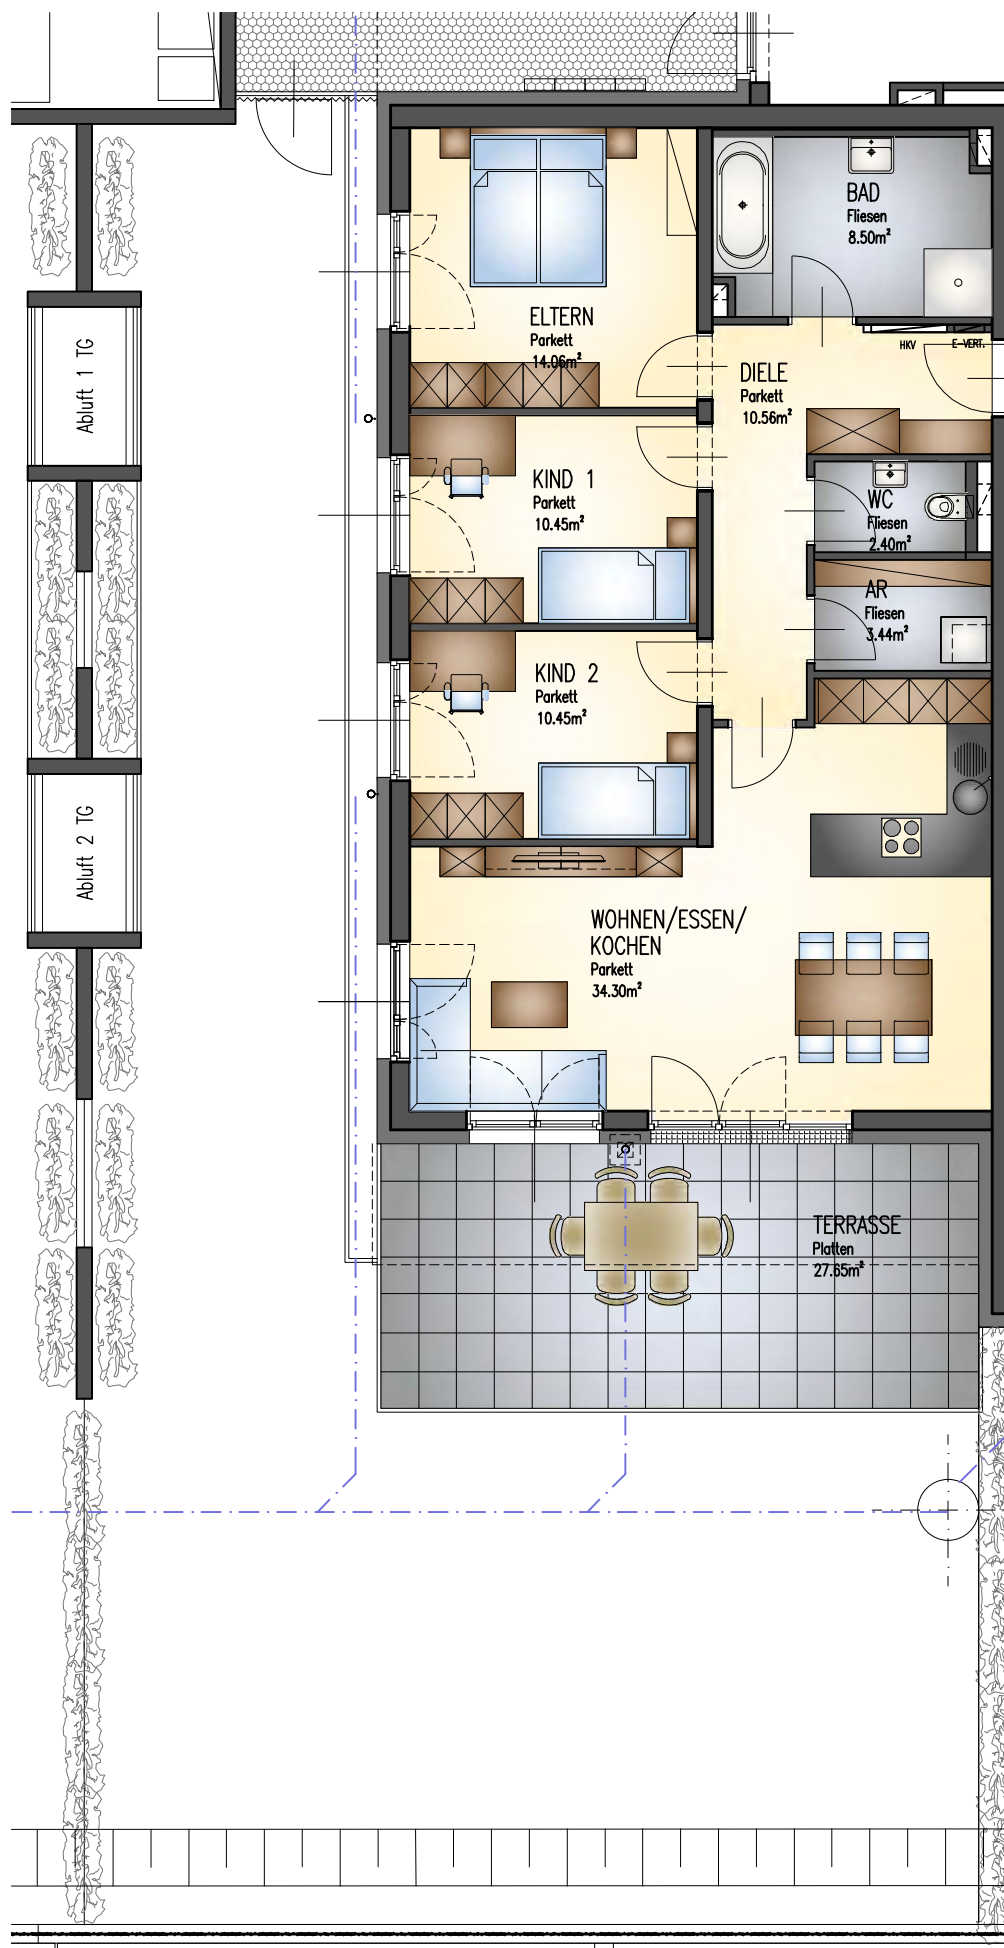 BAD
Fliesen
8.50m²
ELTERN
Parkett
14.06m²
HKV
E-VERT.
DIELE
Parkett
10.56m²
Abluft 1 TG
KIND 1
Parkett
10.45m²
WC
Fliesen
2.40m²
AR
Fliesen
3.44m²
KIND 2
Parkett
10.45m²
Abluft 2 TG
WOHNEN/ESSEN/
KOCHEN
Parkett
34.30m²
TERRASSE
Platten
27.65m²